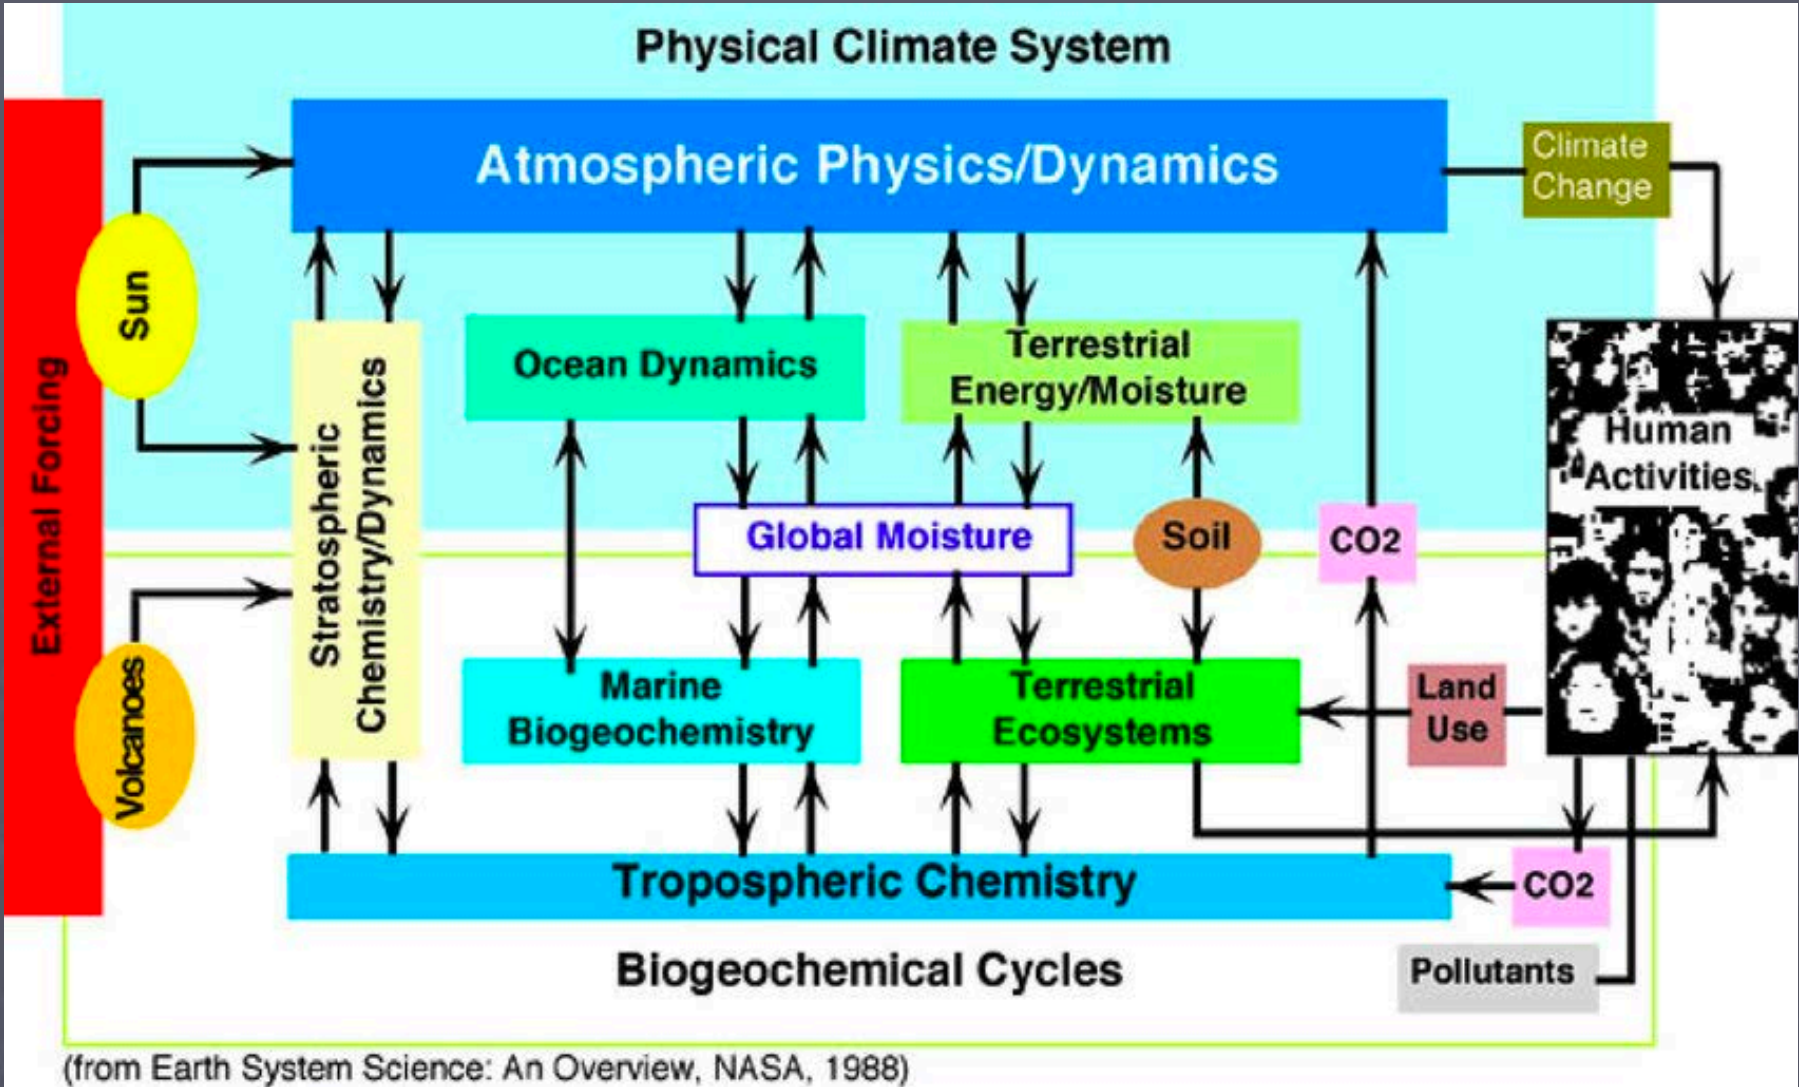 Physical Climate System
Atmospheric Physics/Dynamics
Climate
Change
External Forcing
Sun
Volcanoes
Stratospheric
Chemistry/Dynamics
Ocean Dynamics
Terrestrial
Energy/Moisture
Human
Activities
Global Moisture
Soil
CO2
Marine
Biogeochemistry
Terrestrial
Ecosystems
Land
Use
Tropospheric Chemistry
CO2
Biogeochemical Cycles
Pollutants
(from Earth System Science: An Overview, NASA, 1988)